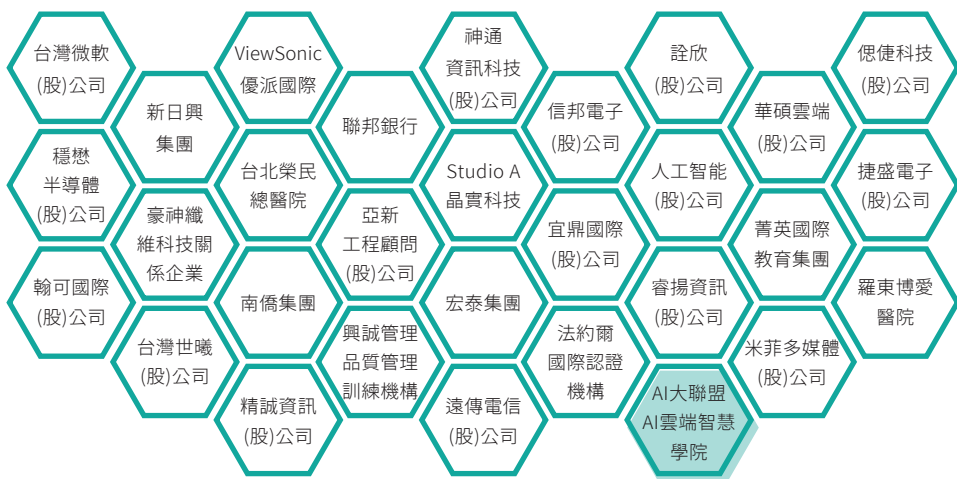 台灣微軟
(股)公司
ViewSonic
優派國際
神通
資訊科技
(股)公司
詮欣
(股)公司
偲倢科技
(股)公司
新日興
集團
聯邦銀行
信邦電子
(股)公司
華碩雲端
(股)公司
穩懋
半導體
(股)公司
台北榮民
總醫院
Studio A
晶實科技
人工智能
(股)公司
捷盛電子
(股)公司
豪神纖
維科技關
係企業
亞新
工程顧問
(股)公司
宜鼎國際
(股)公司
菁英國際
教育集團
翰可國際
(股)公司
南僑集團
宏泰集團
睿揚資訊
(股)公司
羅東博愛
醫院
台灣世曦
(股)公司
興誠管理
品質管理
訓練機構
法約爾
國際認證
機構
米菲多媒體
(股)公司
精誠資訊
(股)公司
遠傳電信
(股)公司
AI大聯盟
AI雲端智慧
學院